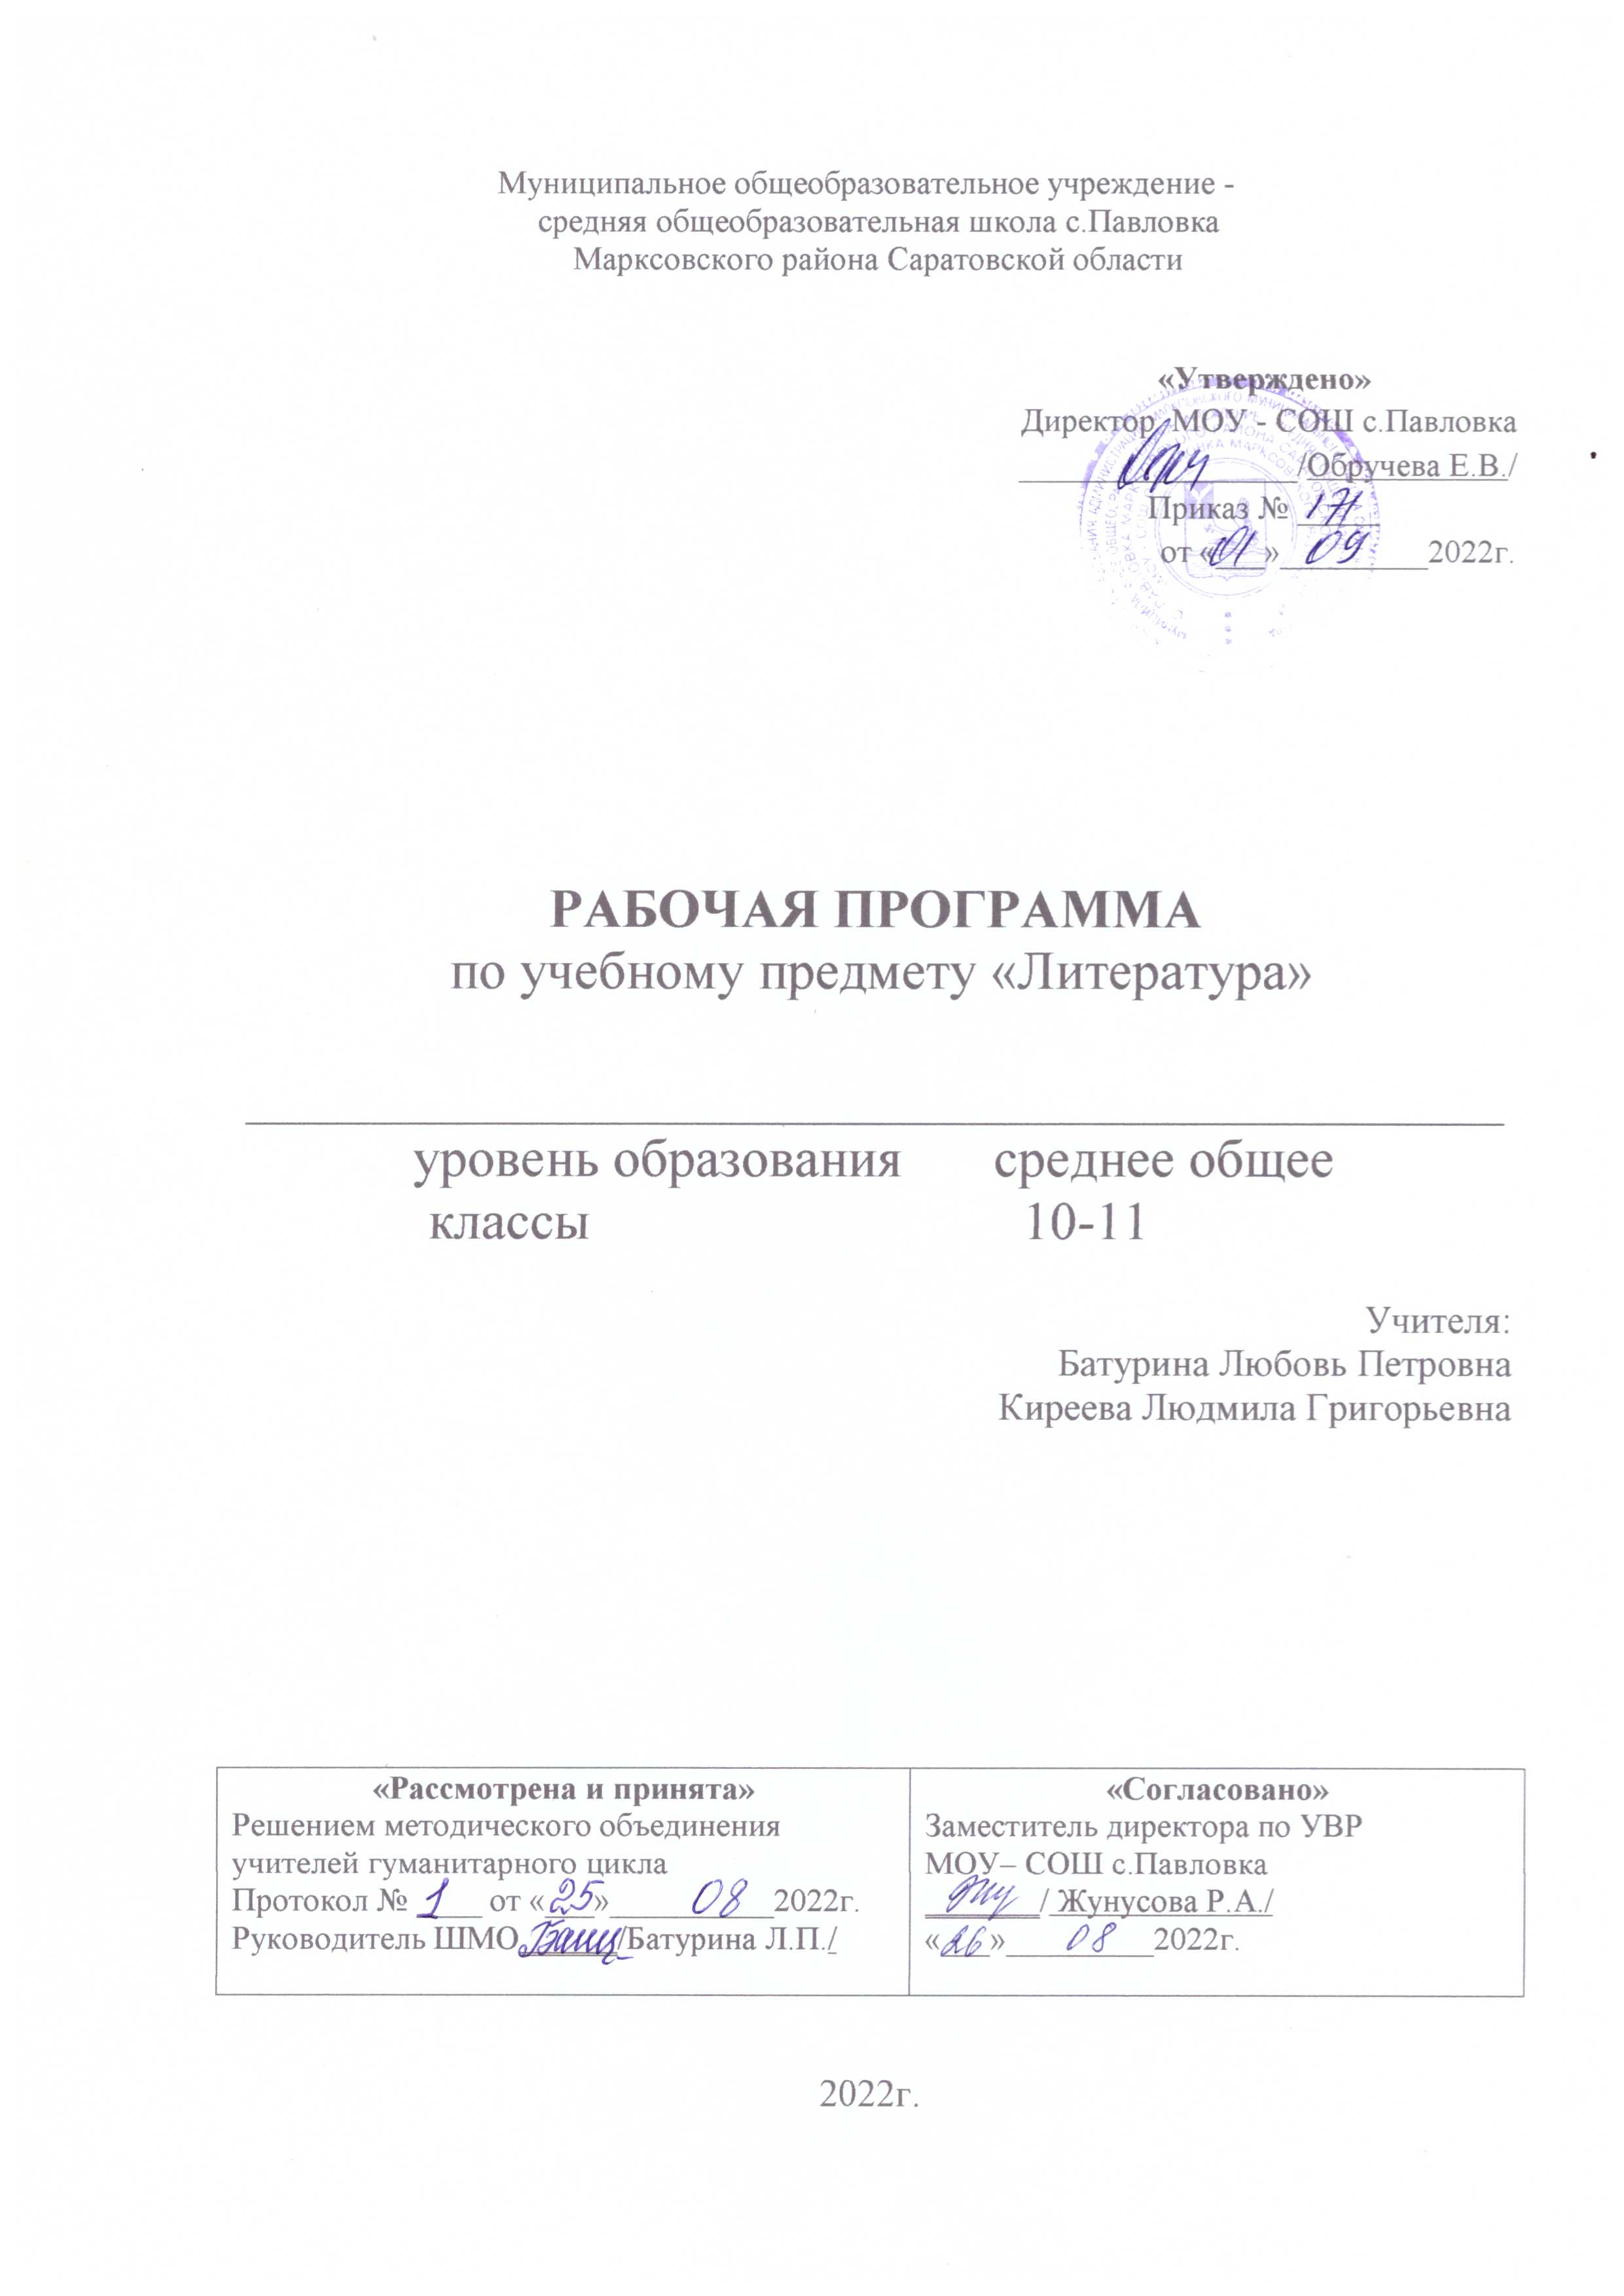 Муниципальное общеобразовательное учреждение -
средняя общеобразовательная школа с.Павловка
Марксовского района Саратовской области
«Утверждено»
Директор МОУ - СОШ с.Павловка
/Обручева Е.В./
Приказ № 171
от «01» 09 2022г.
РАБОЧАЯ ПРОГРАММА
по учебному предмету «Литература»
уровень образования среднее общее
классы 10-11
Учителя:
Батурина Любовь Петровна
Киреева Людмила Григорьевна
«Рассмотрена и принята»
Решением методического объединения
учителей гуманитарного цикла
Протокол № 1 от «25» 08 2022г.
Руководитель ШМО /Батурина Л.П./
«Согласовано»
Заместитель директора по УВР
МОУ– СОШ с.Павловка
/ Жунусова Р.А./
«26» 08 2022г.
2022г.